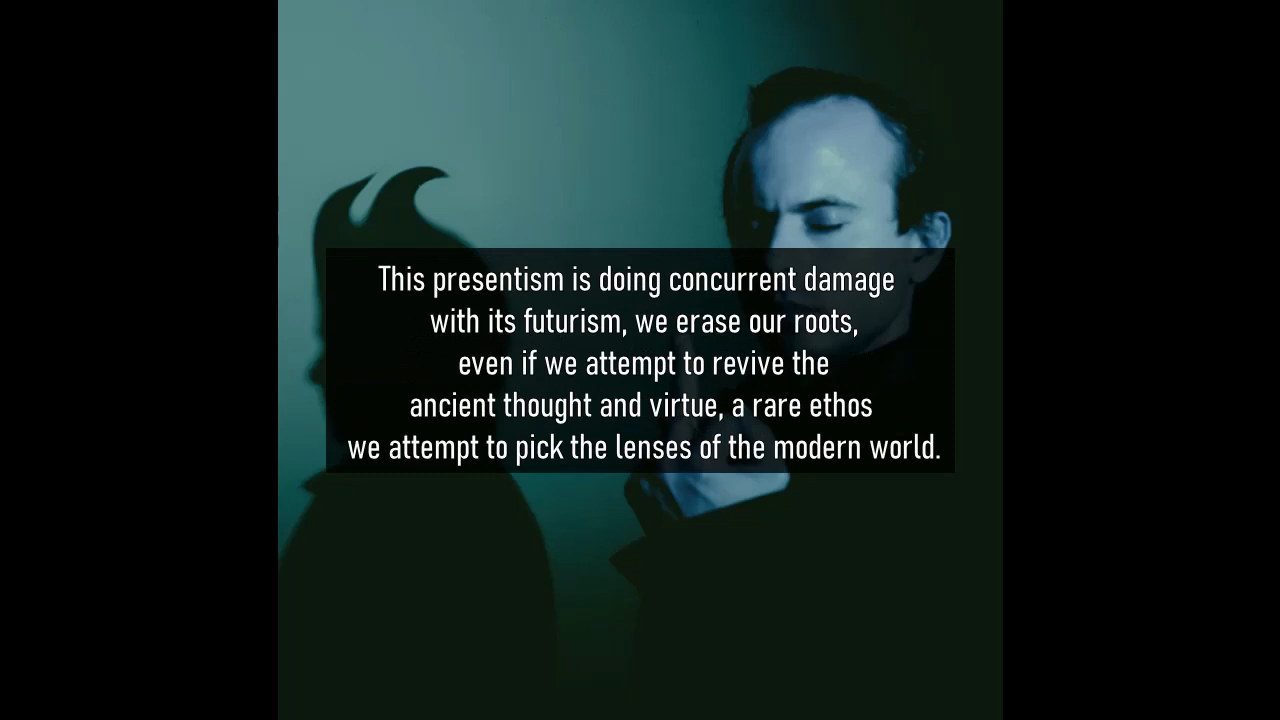 This presentism is doing concurrent damage
with its futurism, we erase our roots,
even if we attempt to revive the
ancient thought and virtue, a rare ethos
we attempt to pick the lenses of the modern world.